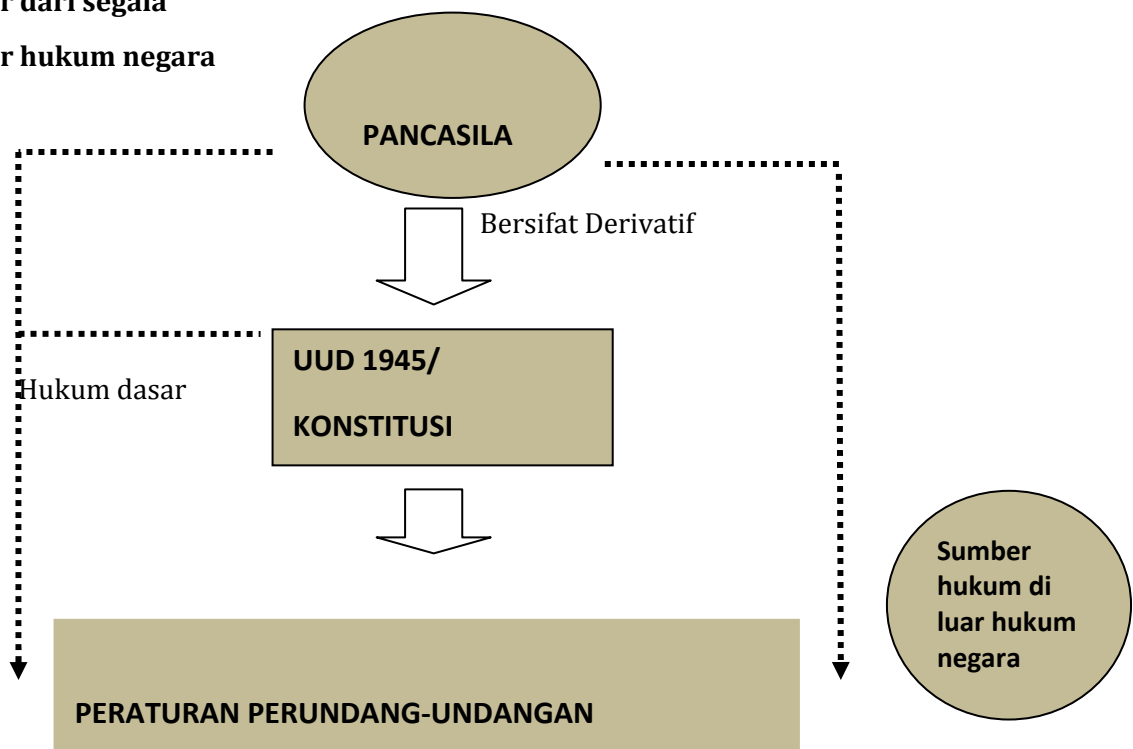 r dari segala
r hukum negara
PANCASILA
Bersifat Derivatif
UUD 1945/
KONSTITUSI
Hukum dasar
Sumber
hukum di
luar hukum
negara
PERATURAN PERUNDANG-UNDANGAN